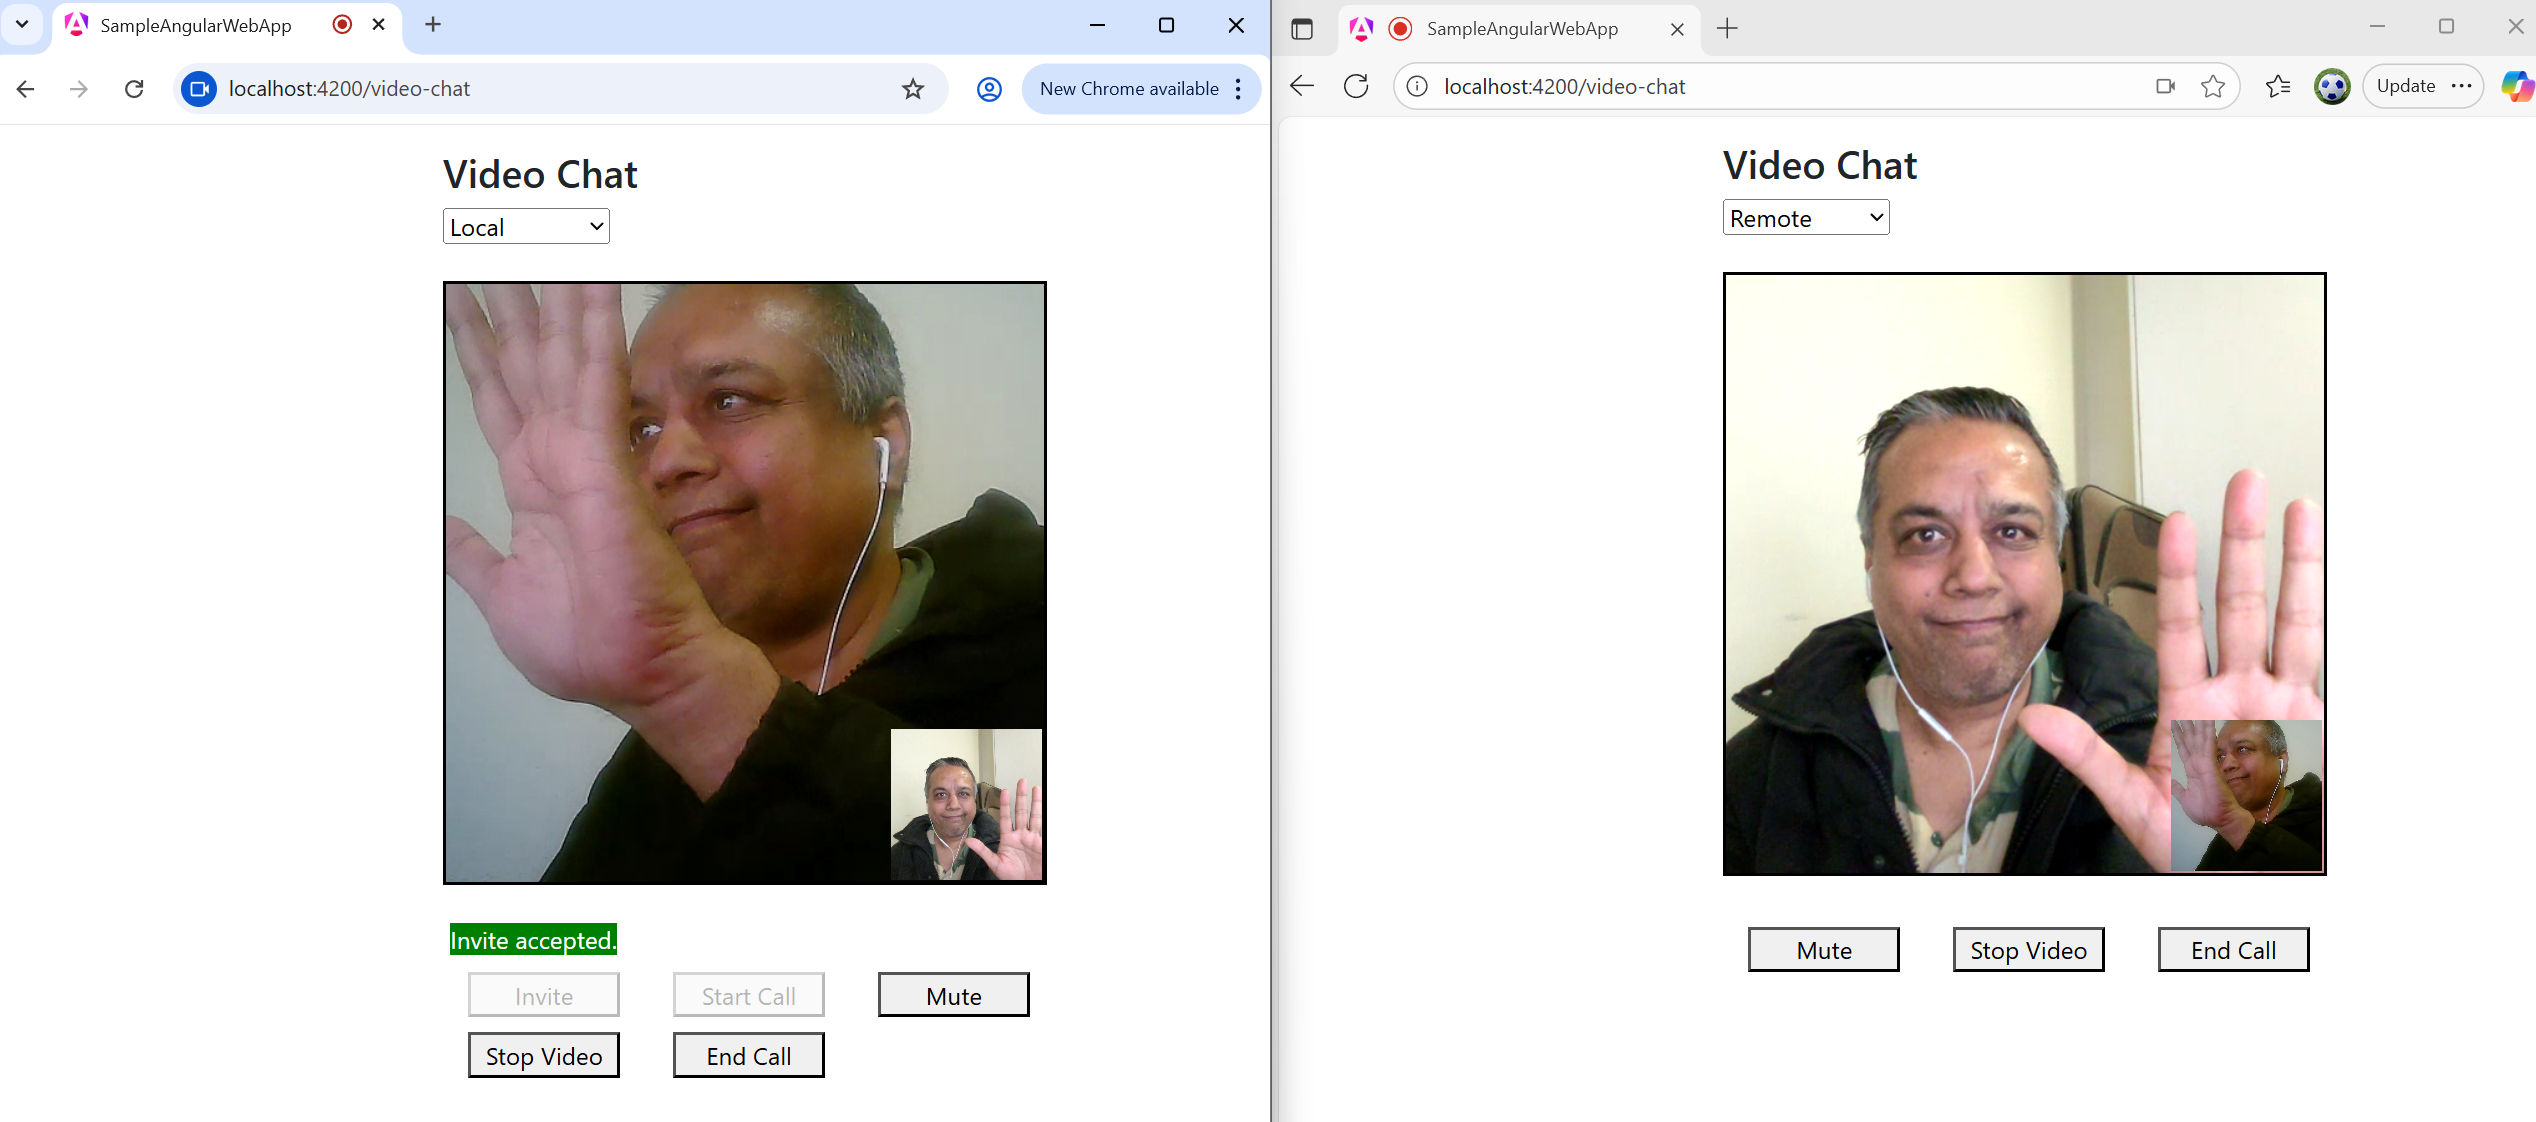 SampleAngularWebApp
localhost:4200/video-chat
New Chrome available
Video Chat
Local
Invite accepted.
Invite
Start Call
Mute
Stop Video
End Call
SampleAngularWebApp
localhost:4200/video-chat
Update
Video Chat
Remote
Mute
Stop Video
End Call